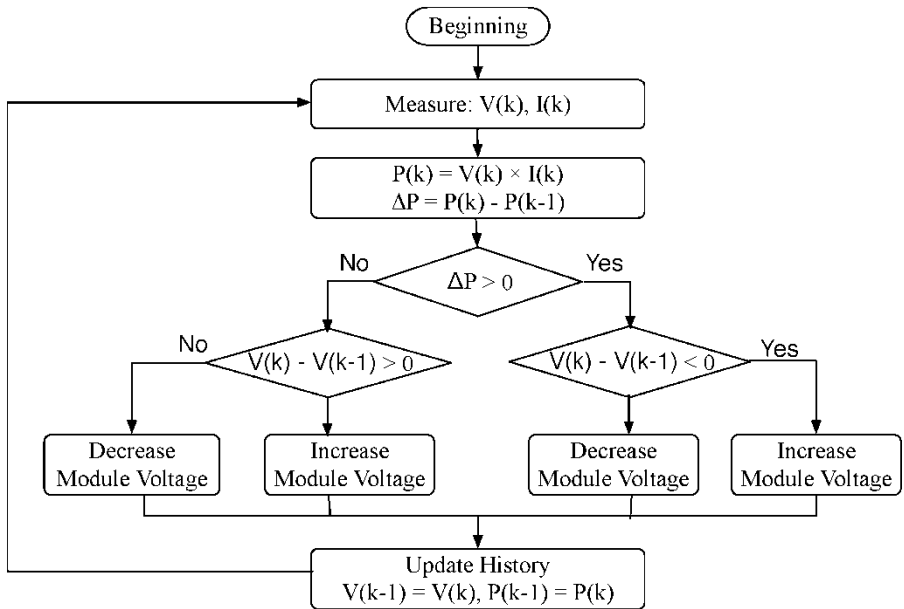 Beginning
Measure: V(k), I(k)
P(k) = V(k) × I(k)
ΔP = P(k) - P(k-1)
No
Yes
ΔP > 0
No
V(k) - V(k-1) > 0
V(k) - V(k-1) < 0
Yes
Decrease
Module Voltage
Increase
Module Voltage
Decrease
Module Voltage
Increase
Module Voltage
Update History
V(k-1) = V(k), P(k-1) = P(k)